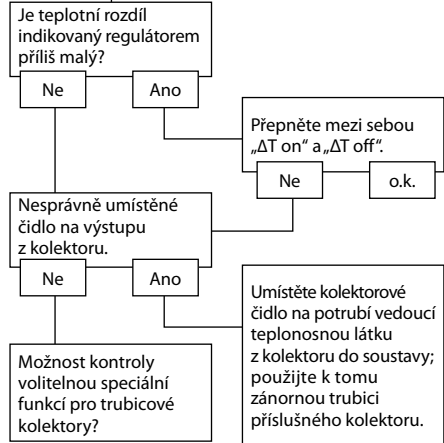 Je teplotní rozdíl
indikovaný regulátorem
příliš malý?
Ne
Ano
Přepněte mezi sebou
„ΔT on“ a „ΔT off“.
Ne
o.k.
Nesprávně umístěné
čidlo na výstupu
z kolektoru.
Ne
Ano
Umístěte kolektorové
čidlo na potrubí vedoucí
teplonosnou látku
z kolektoru do soustavy;
použijte k tomu
zánornou trubici
příslušného kolektoru.
Možnost kontroly
volitelnou speciální
funkcí pro trubicové
kolektory?